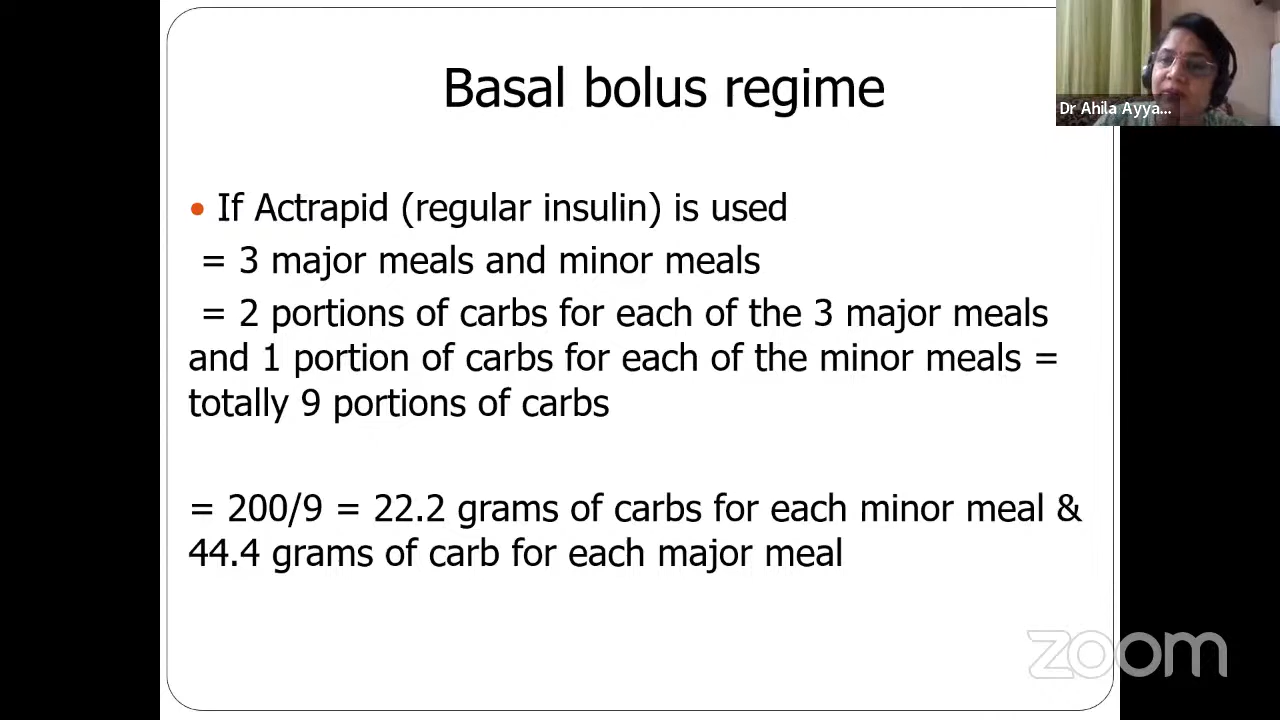 Basal bolus regime
Dr Ahila Ayya...
• If Actrapid (regular insulin) is used
= 3 major meals and minor meals
= 2 portions of carbs for each of the 3 major meals
and 1 portion of carbs for each of the minor meals =
totally 9 portions of carbs
= 200/9 = 22.2 grams of carbs for each minor meal &
44.4 grams of carb for each major meal
zoom